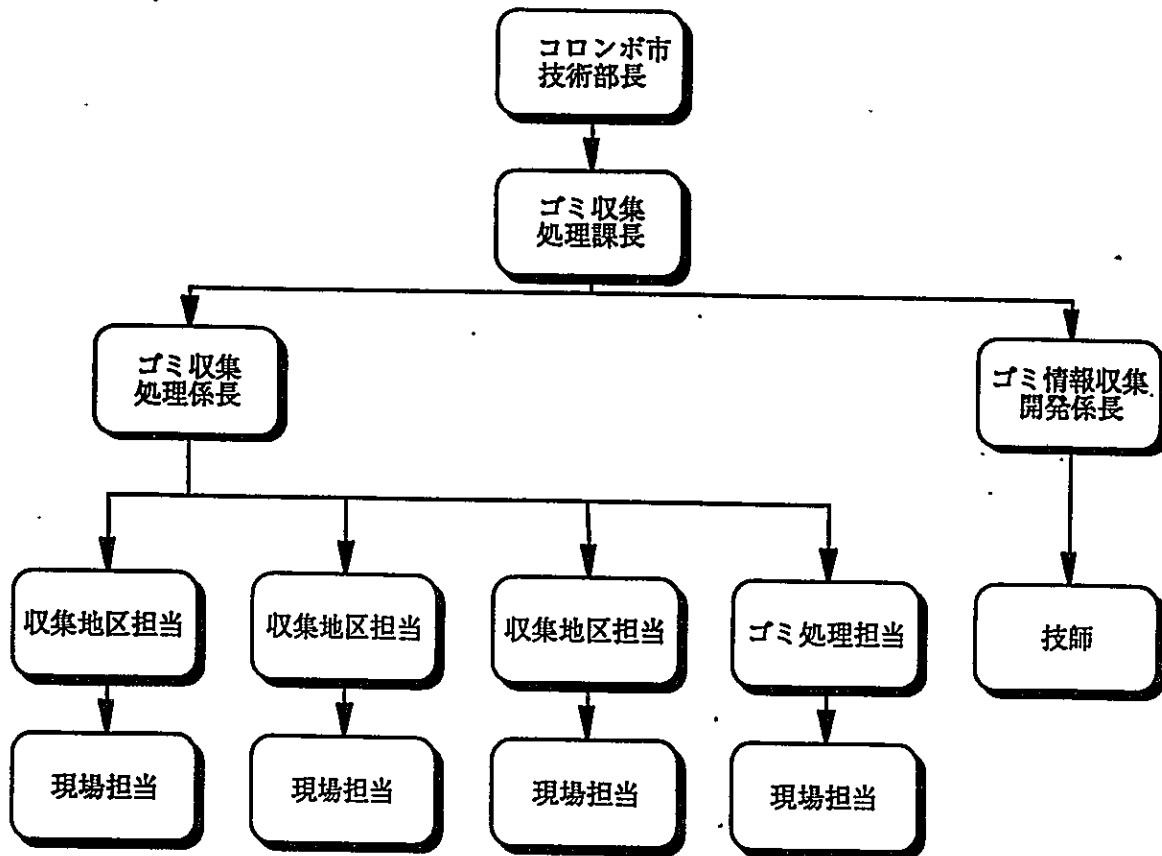 コロンボ市
技術部長
ゴミ収集
処理課長
ゴミ収集
処理係長
ゴミ情報収集
開発係長
収集地区担当
収集地区担当
収集地区担当
ゴミ処理担当
技師
現場担当
現場担当
現場担当
現場担当